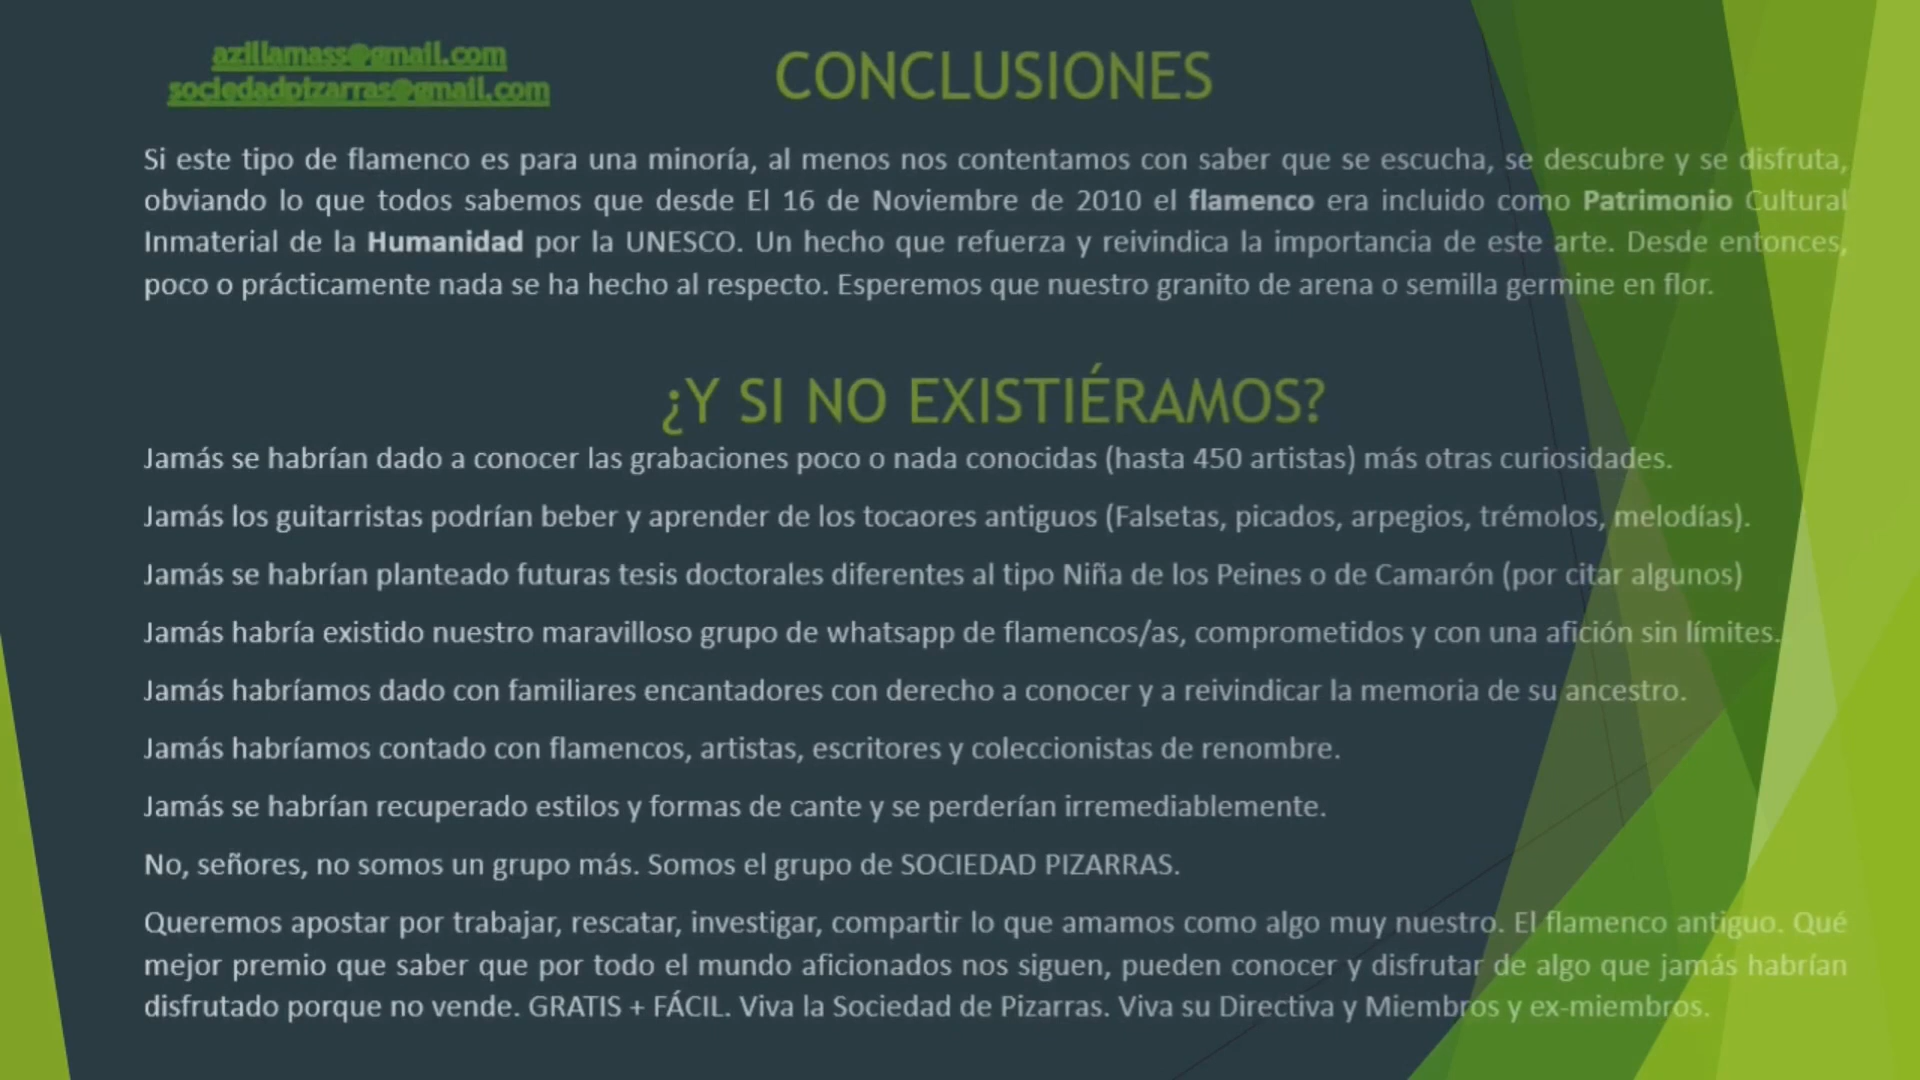 azillamass@gmail.com
sociedadpizarras@gmail.com
CONCLUSIONES
Si este tipo de flamenco es para una minoría, al menos nos contentamos con saber que se escucha, se descubre y se disfruta,
obviando lo que todos sabemos que desde El 16 de Noviembre de 2010 el flamenco era incluido como Patrimonio Cultural
Inmaterial de la Humanidad por la UNESCO. Un hecho que refuerza y reivindica la importancia de este arte. Desde entonces,
poco o prácticamente nada se ha hecho al respecto. Esperemos que nuestro granito de arena o semilla germine en flor.
¿Y SI NO EXISTIÉRAMOS?
Jamás se habrían dado a conocer las grabaciones poco o nada conocidas (hasta 450 artistas) más otras curiosidades.
Jamás los guitarristas podrían beber y aprender de los tocaores antiguos (Falsetas, picados, arpegios, trémolos, melodías).
Jamás se habrían planteado futuras tesis doctorales diferentes al tipo Niña de los Peines o de Camarón (por citar algunos)
Jamás habría existido nuestro maravilloso grupo de whatsapp de flamencos/as, comprometidos y con una afición sin límites.
Jamás habríamos dado con familiares encantadores con derecho a conocer y a reivindicar la memoria de su ancestro.
Jamás habríamos contado con flamencos, artistas, escritores y coleccionistas de renombre.
Jamás se habrían recuperado estilos y formas de cante y se perderían irremediablemente.
No, señores, no somos un grupo más. Somos el grupo de SOCIEDAD PIZARRAS.
Queremos apostar por trabajar, rescatar, investigar, compartir lo que amamos como algo muy nuestro. El flamenco antiguo. Qué
mejor premio que saber que por todo el mundo aficionados nos siguen, pueden conocer y disfrutar de algo que jamás habrían
disfrutado porque no vende. GRATIS + FÁCIL. Viva la Sociedad de Pizarras. Viva su Directiva y Miembros y ex-miembros.